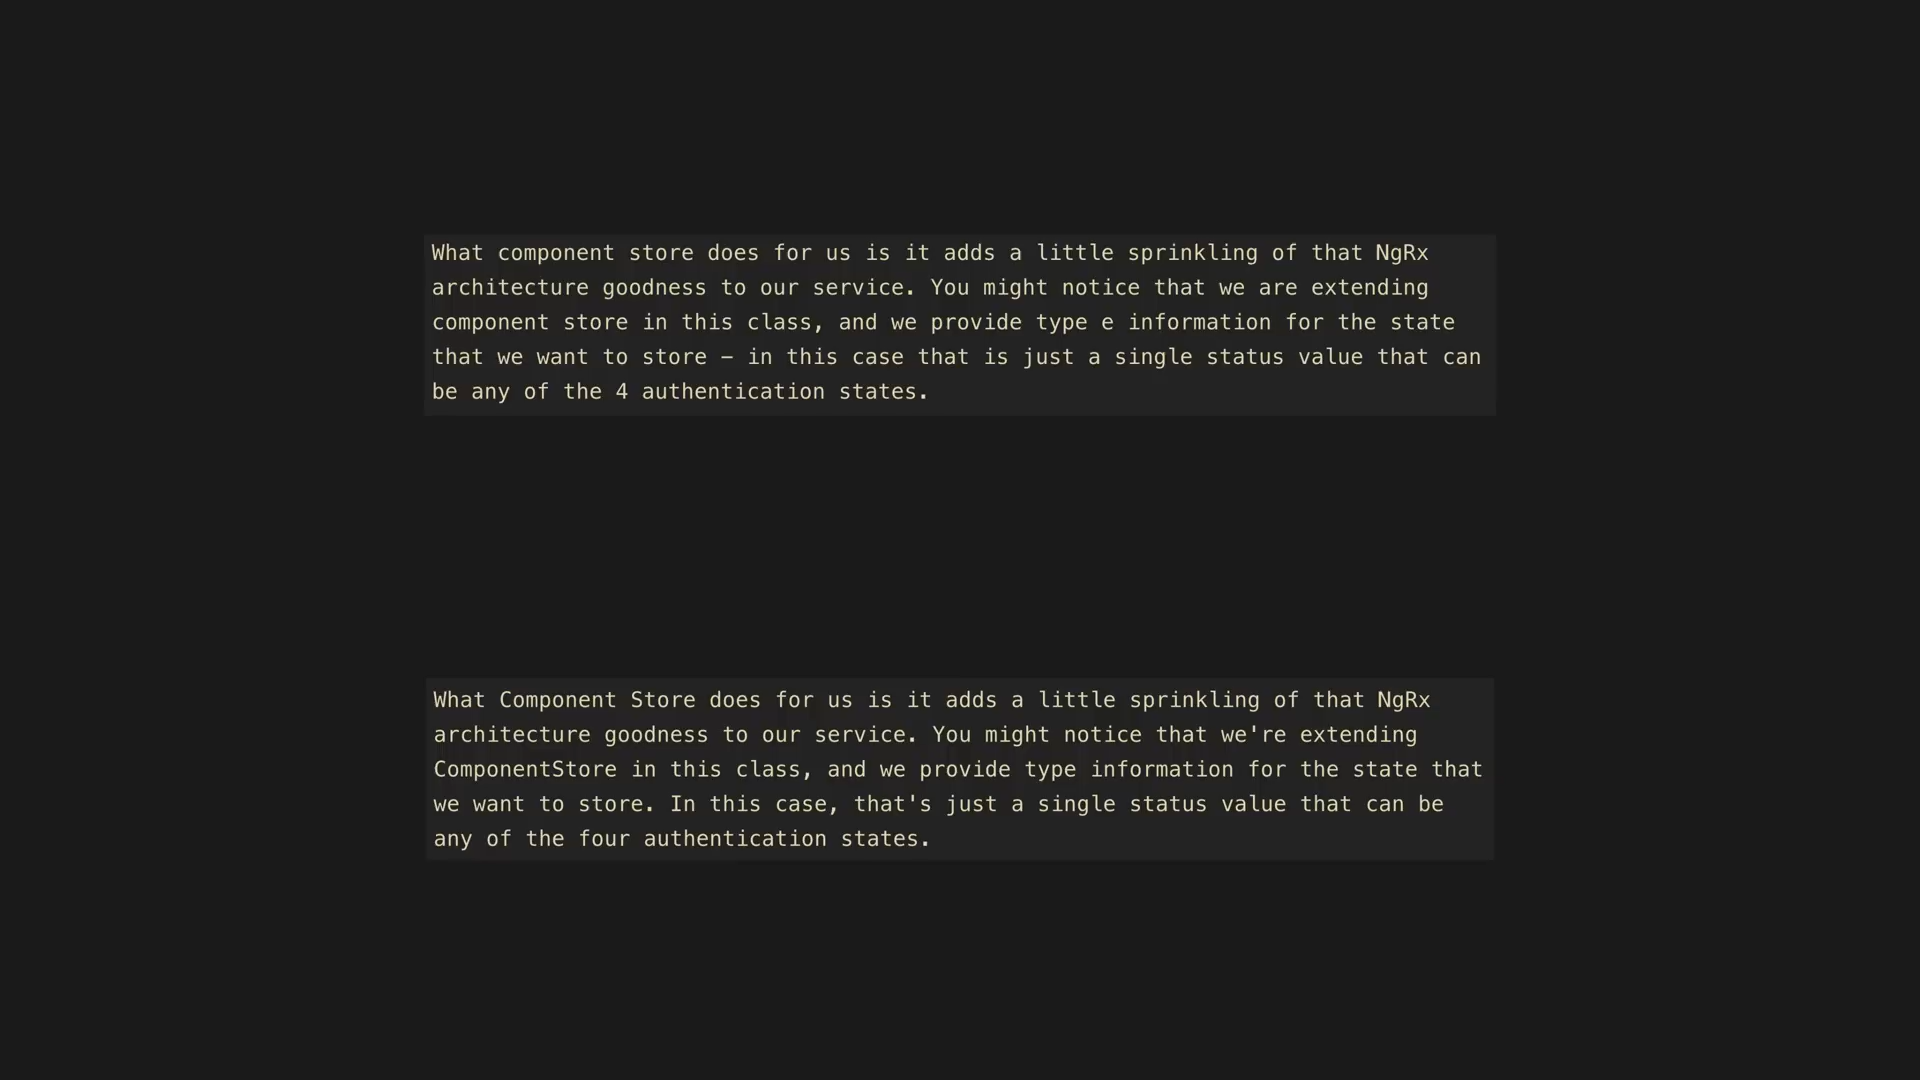 What component store does for us is it adds a little sprinkling of that NgRx
architecture goodness to our service. You might notice that we are extending
component store in this class, and we provide type e information for the state
that we want to store – in this case that is just a single status value that can
be any of the 4 authentication states.
What Component Store does for us is it adds a little sprinkling of that NgRx
architecture goodness to our service. You might notice that we're extending
ComponentStore in this class, and we provide type information for the state that
we want to store. In this case, that's just a single status value that can be
any of the four authentication states.